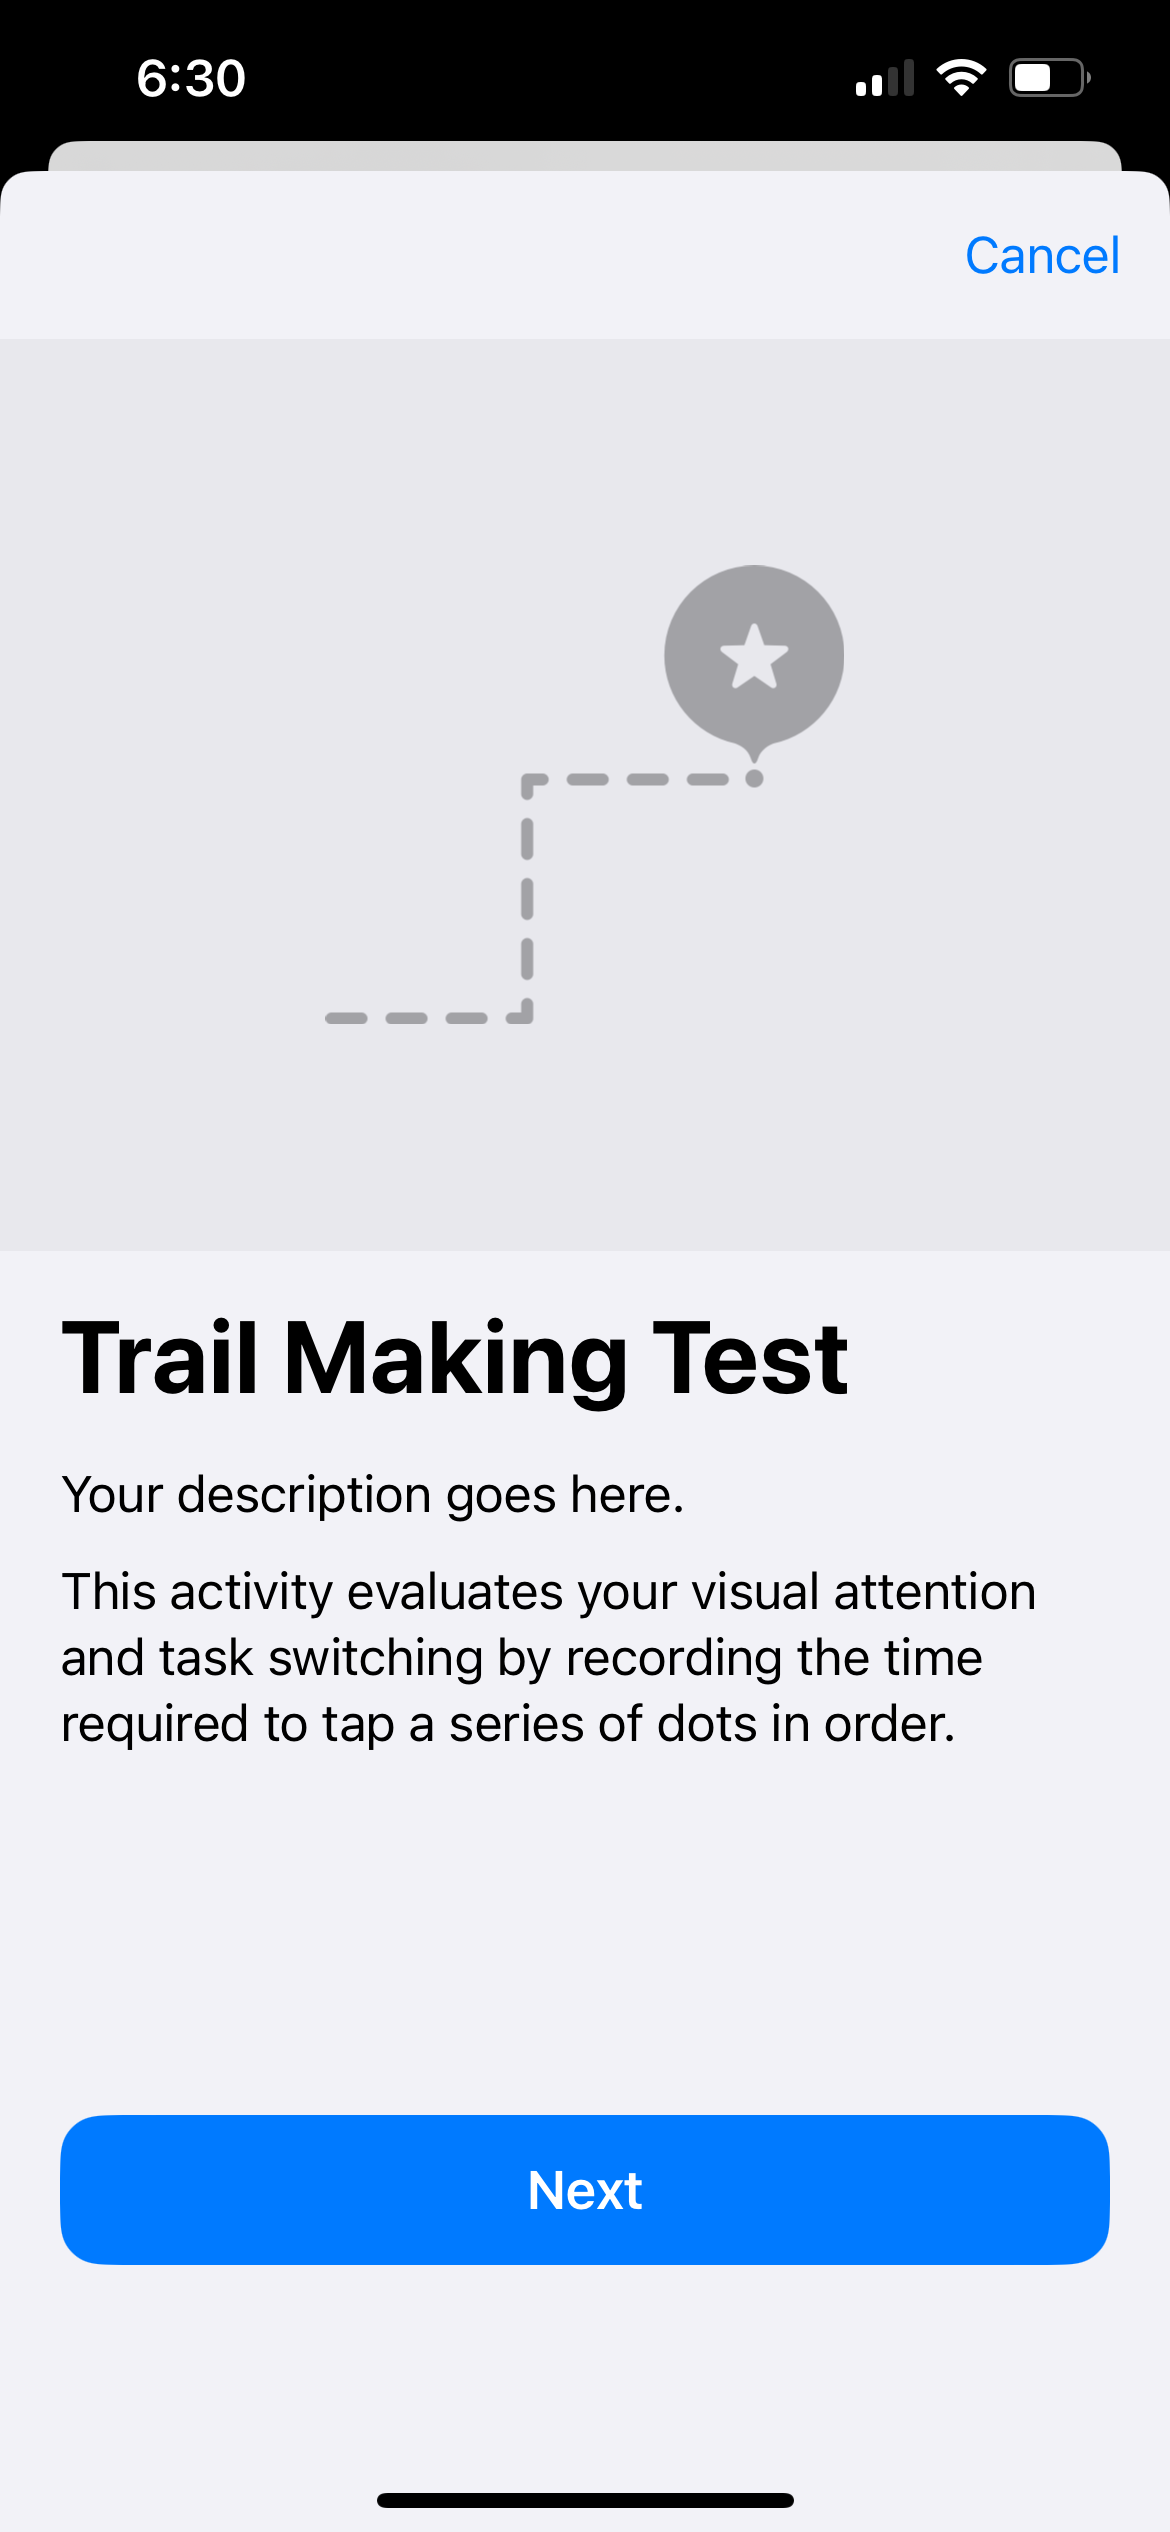 6:30
Cancel
Trail Making Test
Your description goes here.
This activity evaluates your visual attention
and task switching by recording the time
required to tap a series of dots in order.
Next